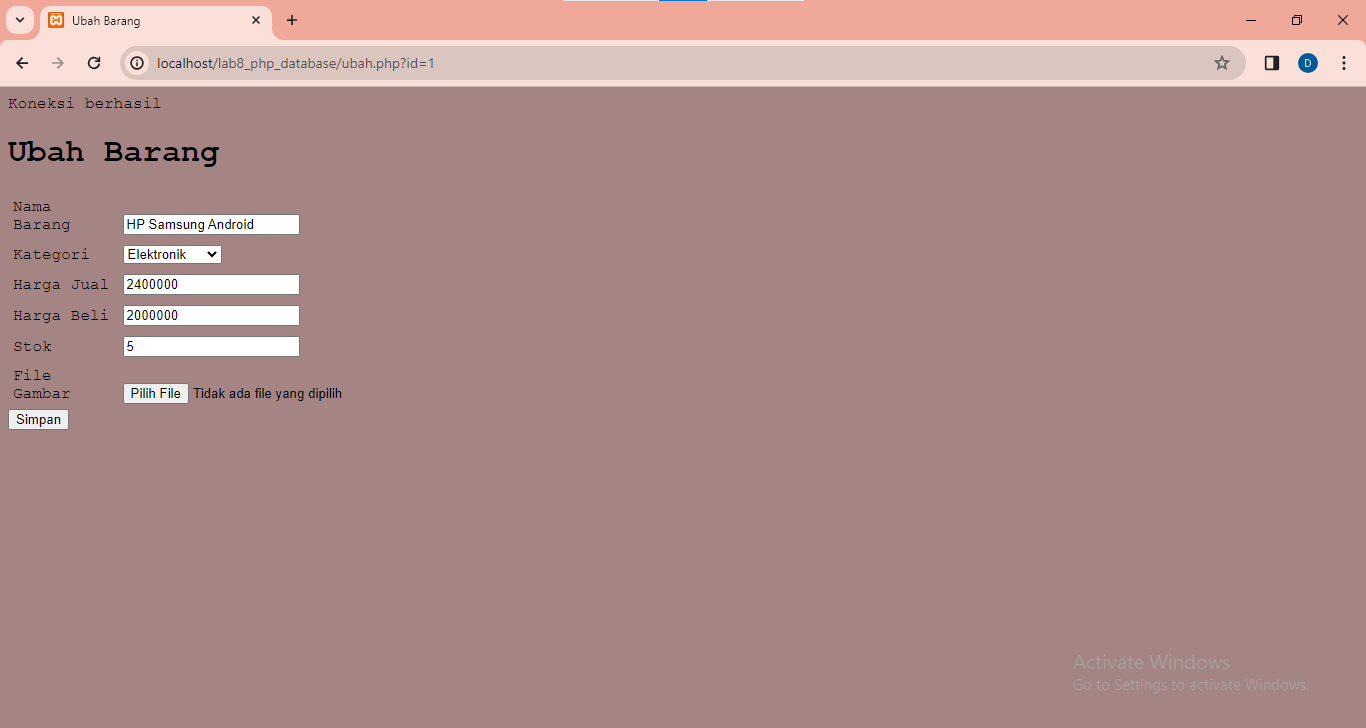 Ubah Barang
localhost/lab8_php_database/ubah.php?id=1
D
Koneksi berhasil
Ubah Barang
Nama
Barang HP Samsung Android
Kategori Elektronik
Harga Jual 2400000
Harga Beli 2000000
Stok 5
File
Gambar Pilih File Tidak ada file yang dipilih
Simpan
Activate Windows
Go to Settings to activate Windows.